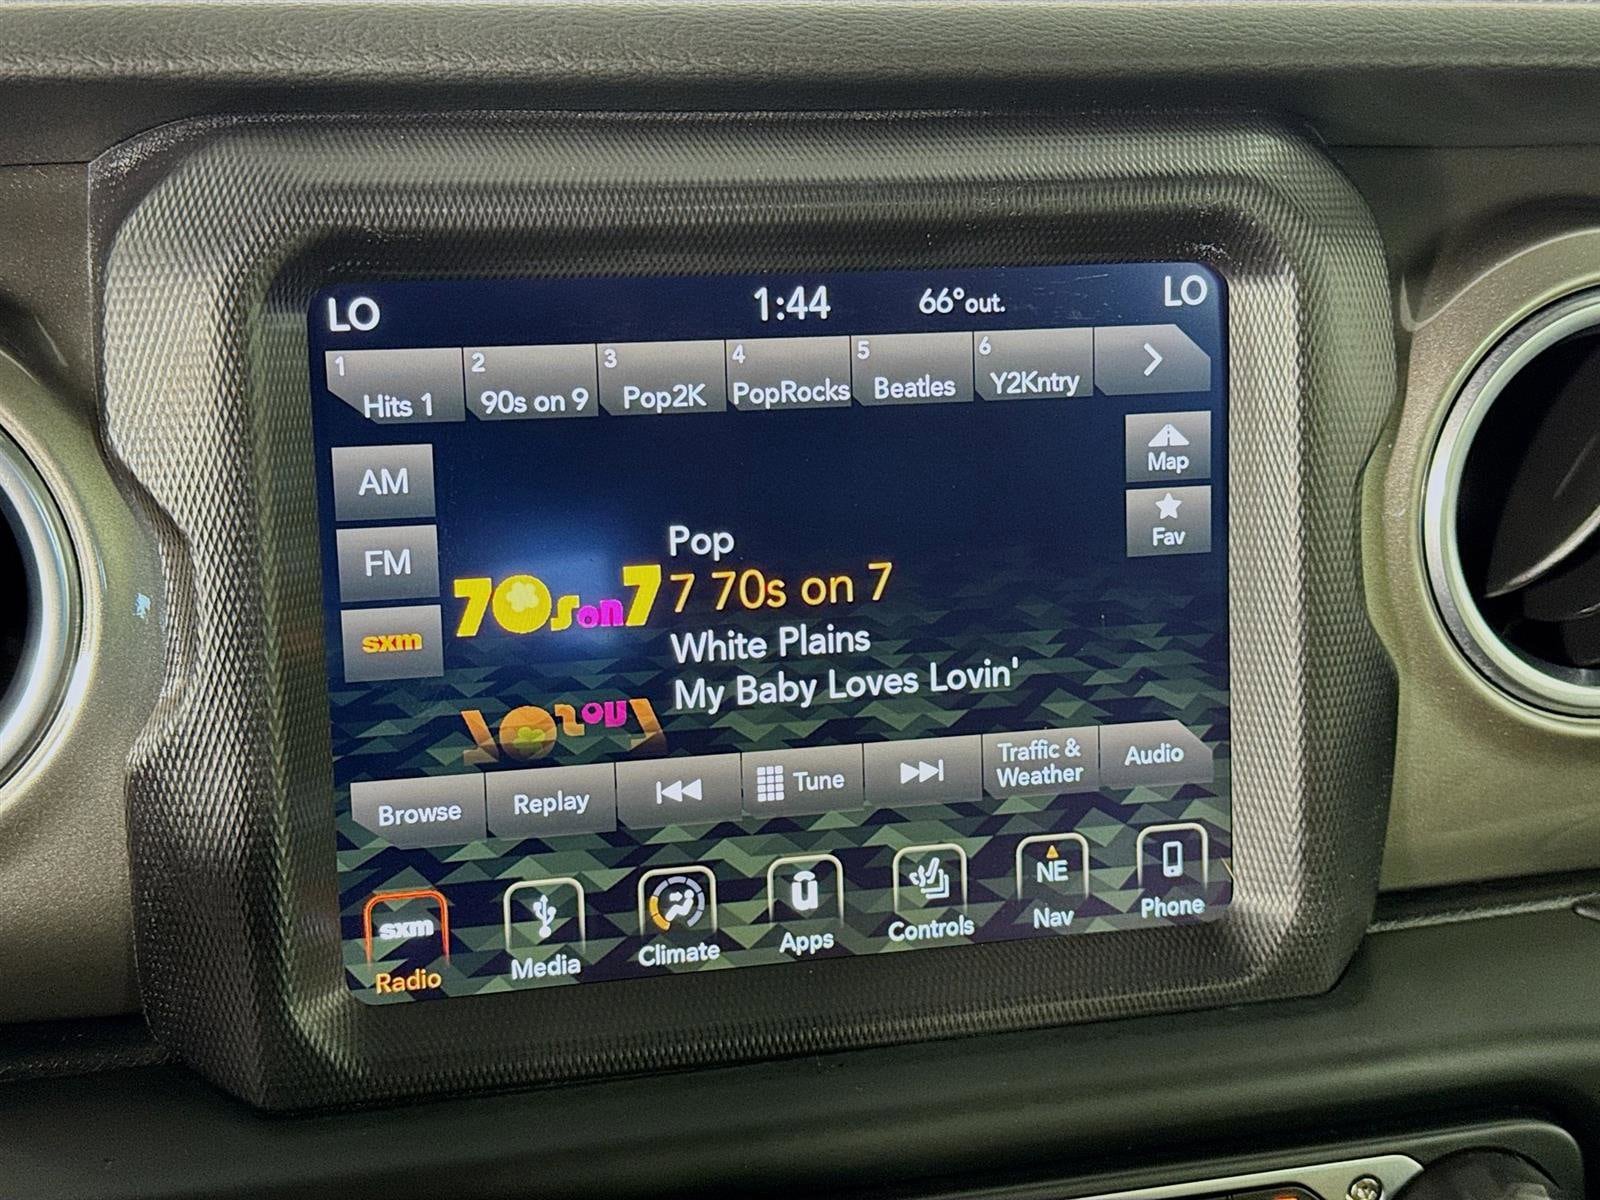 LO 1:44 66°out. LO
1 Hits 1
2 90s on 9
3 Pop2K
4 PopRocks
5 Beatles
6 Y2Kntry
AM
FM
sxm
Map
Fav
70s on 7
Pop
7 70s on 7
White Plains
My Baby Loves Lovin'
Browse
Replay
Tune
Traffic &
Weather
Audio
sxm
Radio
Media
Climate
Apps
Controls
NE
Nav
Phone